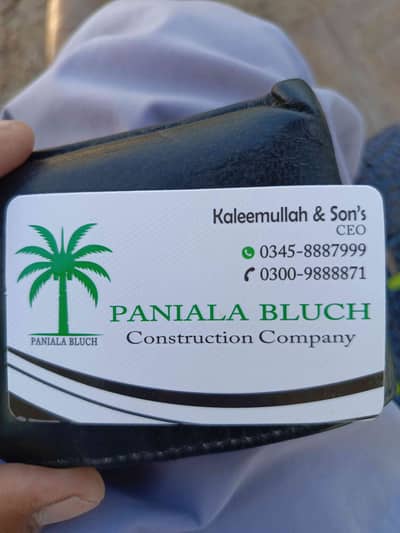 Kaleemullah & Son's
CEO
0345-8887999
0300-9888871
PANIALA BLUCH
PANIALA BLUCH
Construction Company